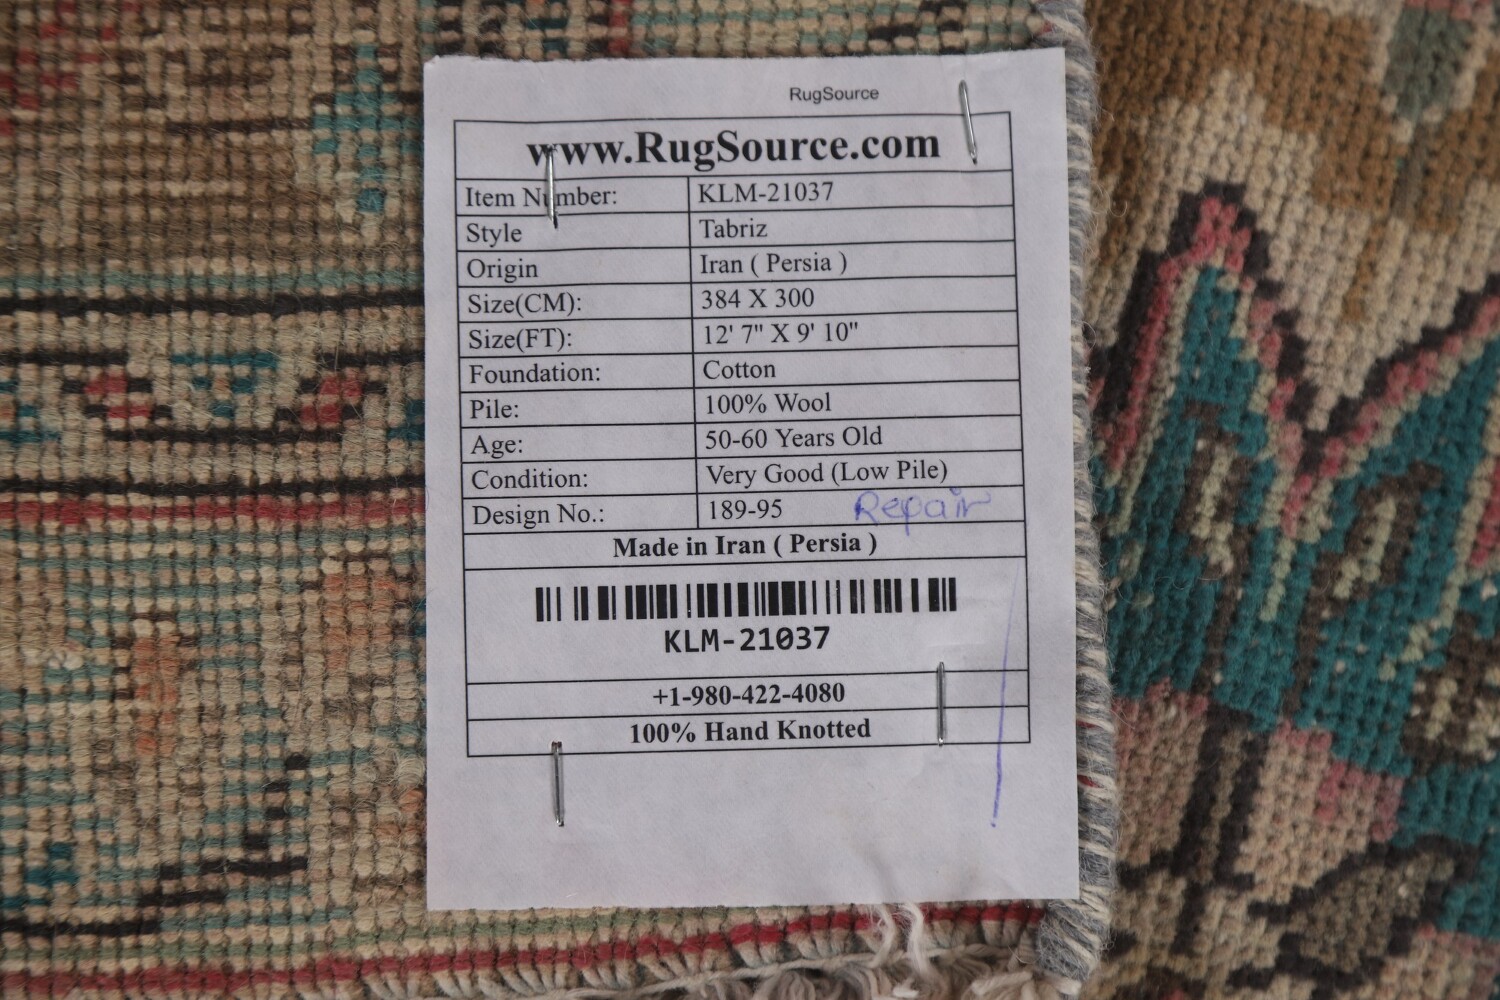 RugSource
www.RugSource.com
Item Number: KLM-21037
Style Tabriz
Origin Iran ( Persia )
Size(CM): 384 X 300
Size(FT): 12' 7" X 9' 10"
Foundation: Cotton
Pile: 100% Wool
Age: 50-60 Years Old
Condition: Very Good (Low Pile)
Design No.: 189-95 Repair
Made in Iran ( Persia )
KLM-21037
+1-980-422-4080
100% Hand Knotted